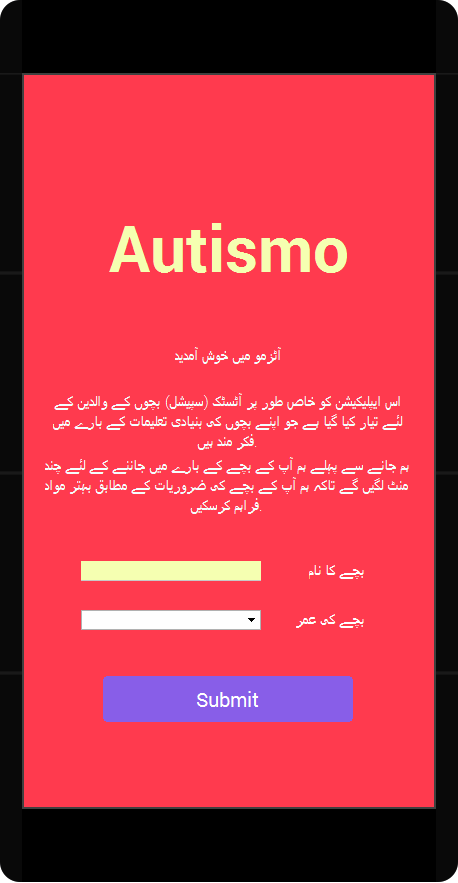 Autismo
آٹزمو میں خوش آمدید
اس ایپلیکیشن کو خاص طور پر آٹسٹک (سپیشل) بچوں کے والدین کے
لئے تیار کیا گیا ہے جو اپنے بچوں کی بنیادی تعلیمات کے بارے میں
فکر مند ہیں.
ہم جانے سے پہلے ہم آپ کے بچے کے بارے میں جاننے کے لئے چند
منٹ لگیں گے تاکہ ہم آپ کے بچے کی ضروریات کے مطابق بہتر مواد
فراہم کرسکیں.
بچے کا نام
بچے کی عمر
Submit